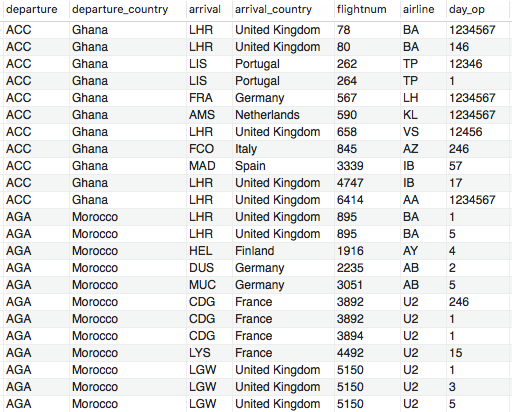 departure departure_country arrival arrival_country flightnum airline day_op
ACC Ghana LHR United Kingdom 78 BA 1234567
ACC Ghana LHR United Kingdom 80 BA 146
ACC Ghana LIS Portugal 262 TP 12346
ACC Ghana LIS Portugal 264 TP 1
ACC Ghana FRA Germany 567 LH 1234567
ACC Ghana AMS Netherlands 590 KL 1234567
ACC Ghana LHR United Kingdom 658 VS 12456
ACC Ghana FCO Italy 845 AZ 246
ACC Ghana MAD Spain 3339 IB 57
ACC Ghana LHR United Kingdom 4747 IB 17
ACC Ghana LHR United Kingdom 6414 AA 1234567
AGA Morocco LHR United Kingdom 895 BA 1
AGA Morocco LHR United Kingdom 895 BA 5
AGA Morocco HEL Finland 1916 AY 4
AGA Morocco DUS Germany 2235 AB 2
AGA Morocco MUC Germany 3051 AB 5
AGA Morocco CDG France 3892 U2 246
AGA Morocco CDG France 3892 U2 1
AGA Morocco CDG France 3894 U2 1
AGA Morocco LYS France 4492 U2 15
AGA Morocco LGW United Kingdom 5150 U2 1
AGA Morocco LGW United Kingdom 5150 U2 3
AGA Morocco LGW United Kingdom 5150 U2 5